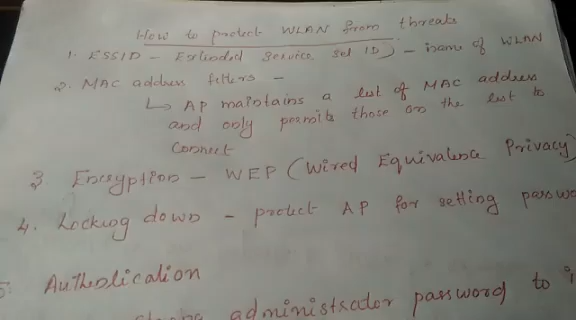 How to protect WLAN from threats
1. ESSID - Extended Service Set ID) - name of WLAN
2. MAC address filters -
↳ AP maintains a list of MAC address
and only permits those on the list to
connect
3. Encryption - WEP (Wired Equivalence Privacy)
4. Locking down - protect AP for setting passwo
5. Authetication
administrator password to